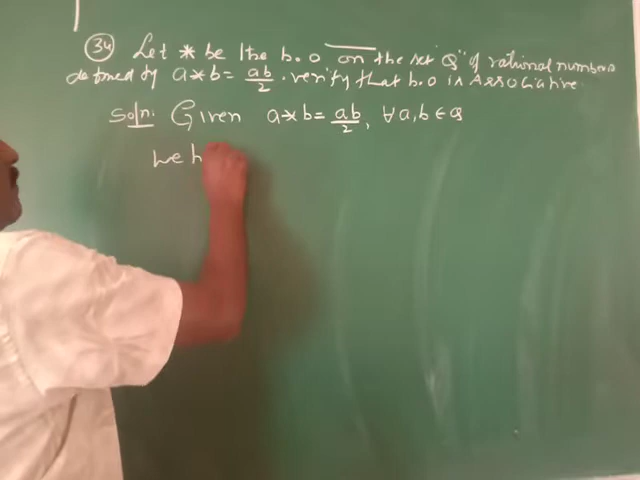 34 Let * be the b.o on the set Q" of rational numbers
defined by a*b = ab/2. verify that b.o is Associative.
Soln: Given a*b = ab/2, ∀ a, b ∈ Q
we h